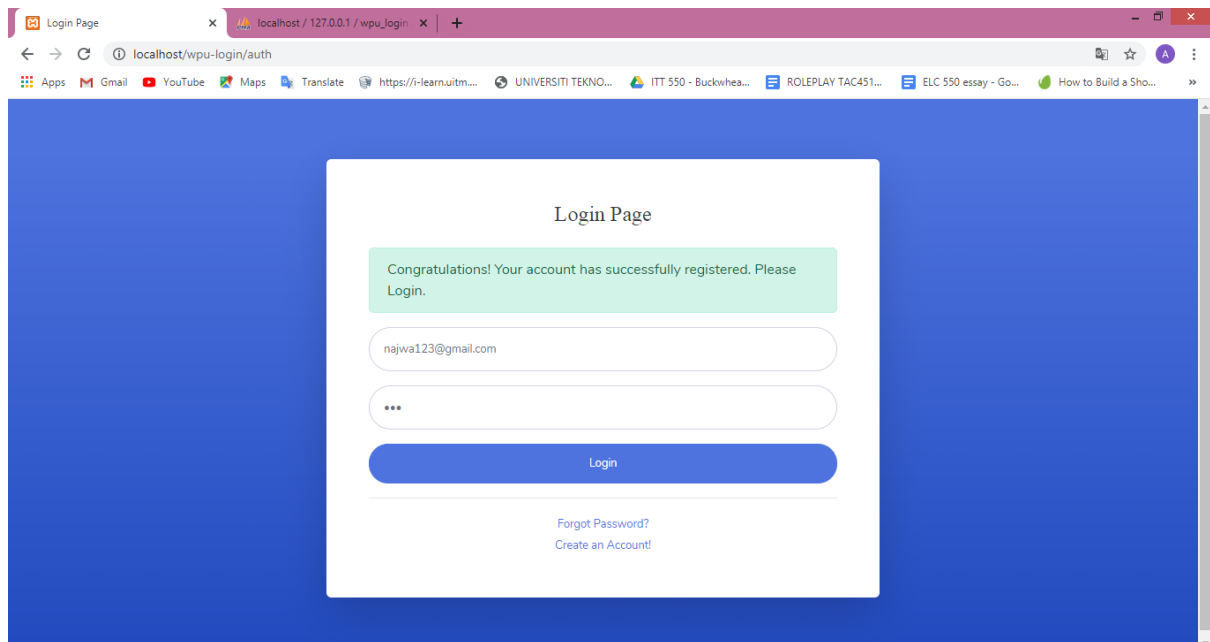 Login Page
localhost / 127.0.0.1 / wpu_login
localhost/wpu-login/auth
A
Apps Gmail YouTube Maps Translate https://i-learn.uitm.... UNIVERSITI TEKNO... ITT 550 - Buckwhea... ROLEPLAY TAC451... ELC 550 essay - Go... How to Build a Sho... »
Login Page
Congratulations! Your account has successfully registered. Please
Login.
najwa123@gmail.com
•••
Login
Forgot Password?
Create an Account!